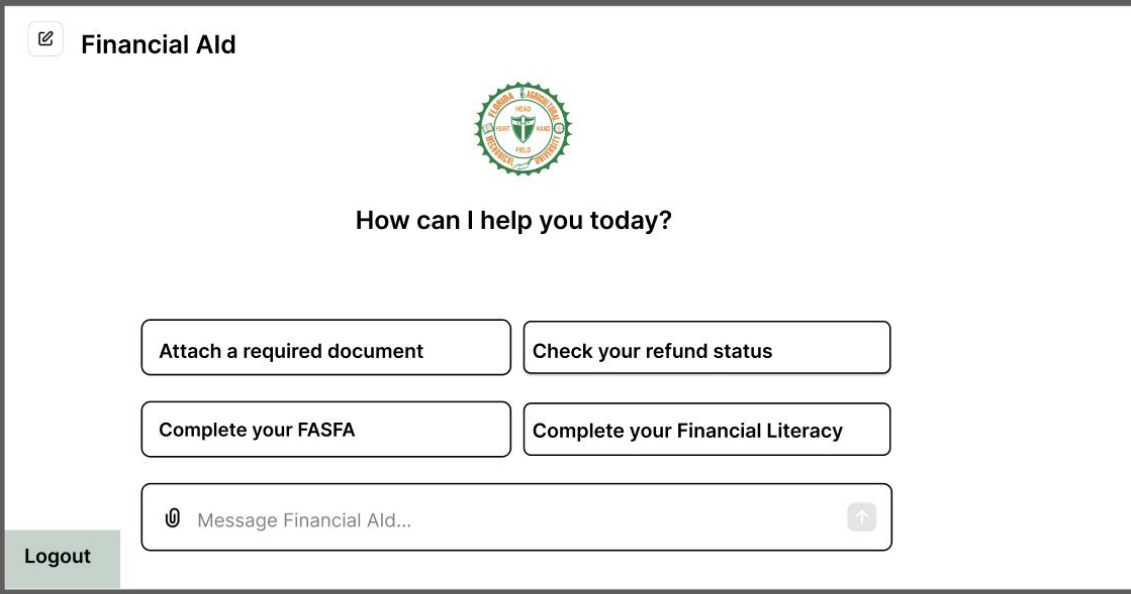 Financial AId
FLORIDA AGRICULTURAL
HEAD
HEART HAND
FIELD
MECHANICAL UNIVERSITY
How can I help you today?
Attach a required document
Check your refund status
Complete your FASFA
Complete your Financial Literacy
Message Financial AId...
Logout